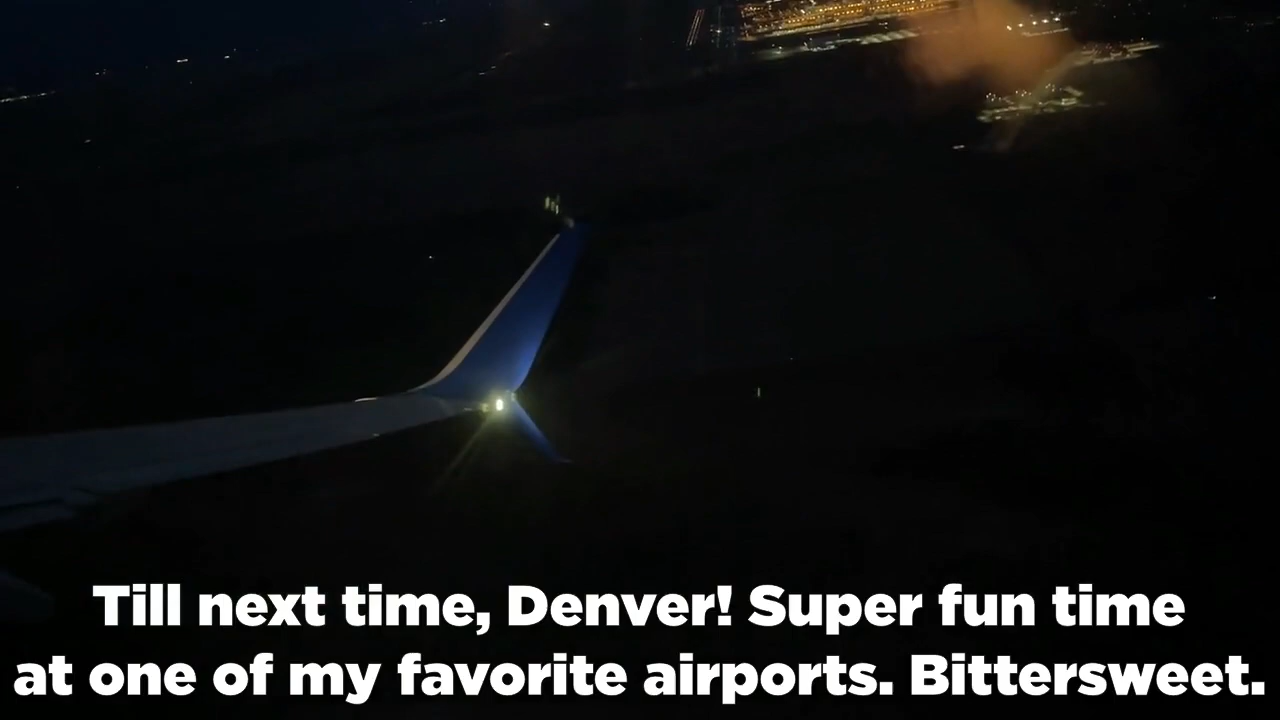 Till next time, Denver! Super fun time
at one of my favorite airports. Bittersweet.